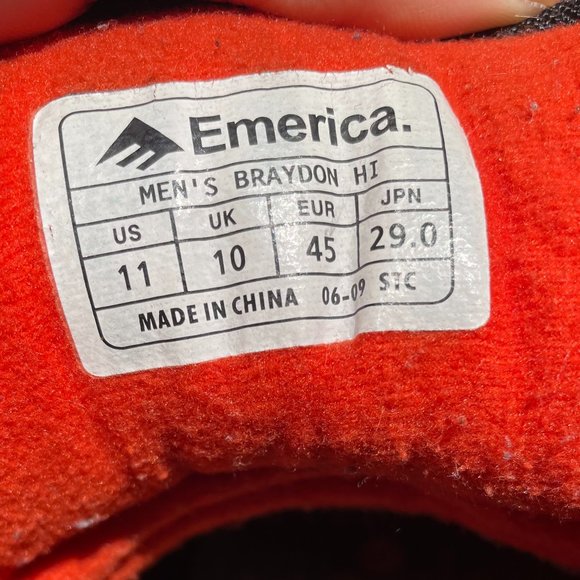 Emerica.
MEN'S BRAYDON HI
US UK EUR JPN
11 10 45 29.0
MADE IN CHINA 06-09 STC